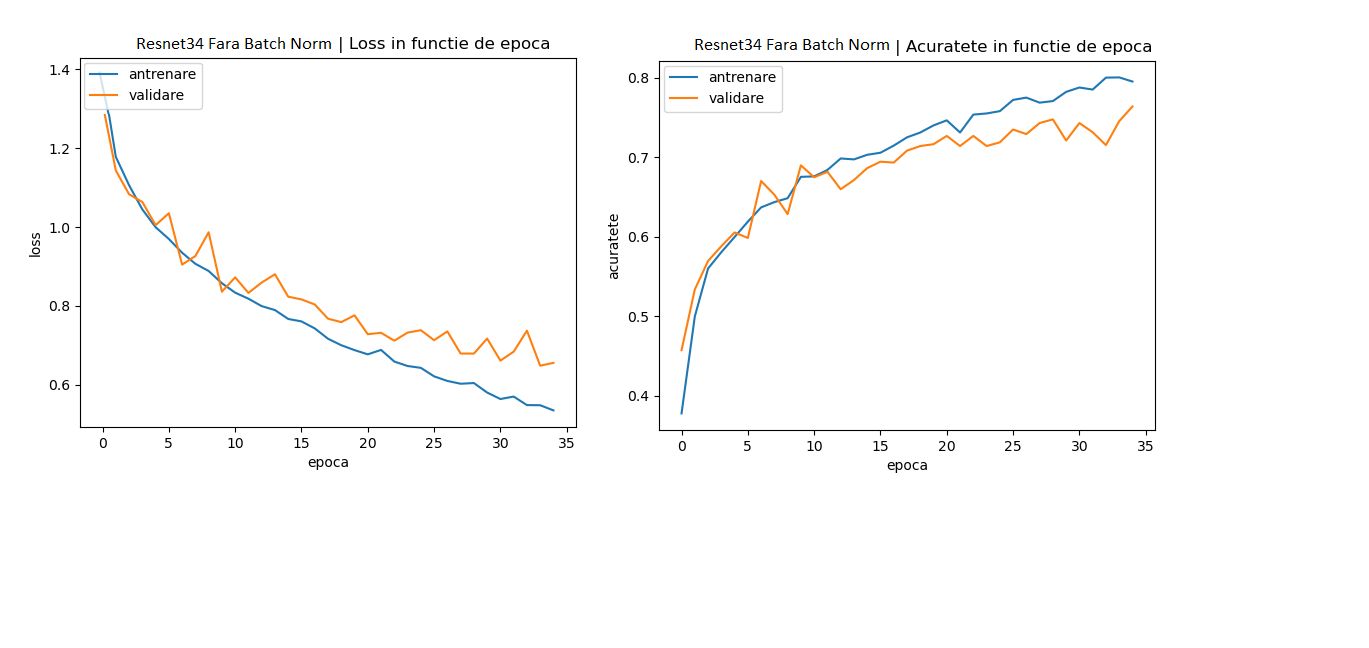 Resnet34 Fara Batch Norm | Loss in functie de epoca
antrenare
validare
1.4
1.2
1.0
0.8
0.6
loss
0 5 10 15 20 25 30 35
epoca
Resnet34 Fara Batch Norm | Acuratete in functie de epoca
antrenare
validare
0.8
0.7
0.6
0.5
0.4
acuratete
0 5 10 15 20 25 30 35
epoca